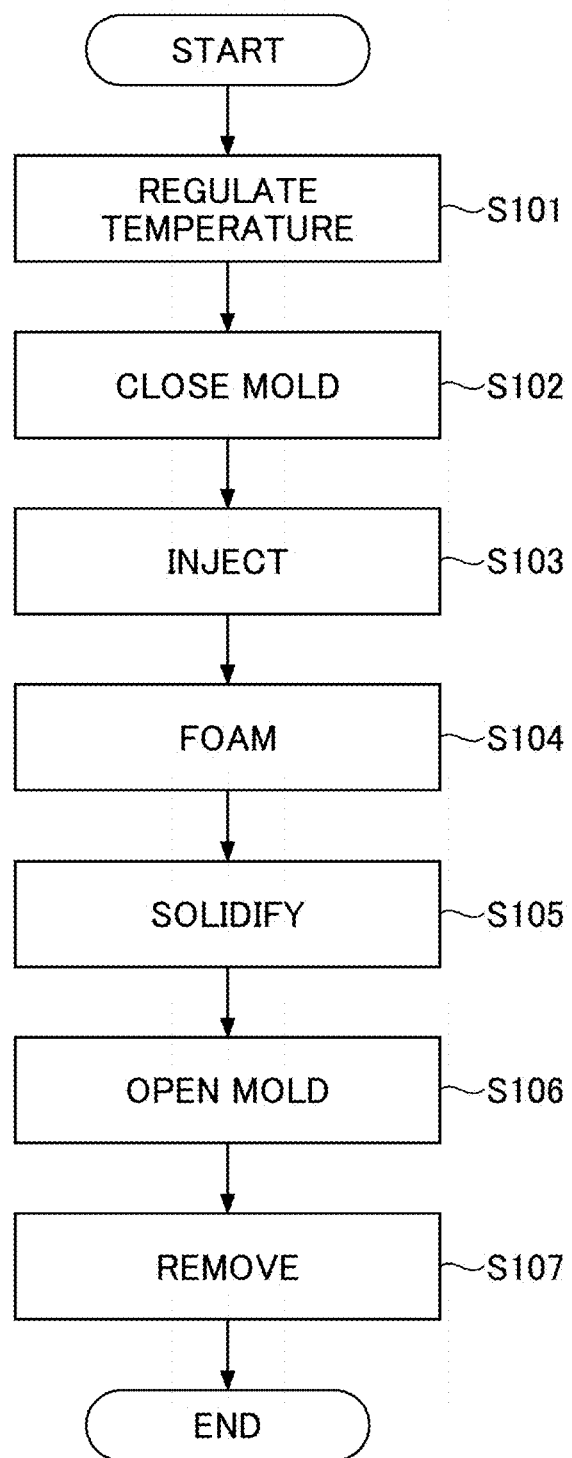 START
REGULATE
TEMPERATURE
S101
CLOSE MOLD
S102
INJECT
S103
FOAM
S104
SOLIDIFY
S105
OPEN MOLD
S106
REMOVE
S107
END